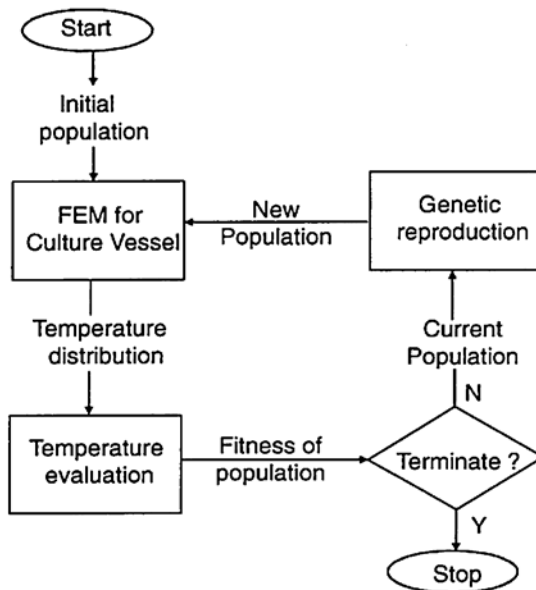 Start
Initial
population
FEM for
Culture Vessel
New
Population
Genetic
reproduction
Temperature
distribution
Current
Population
N
Temperature
evaluation
Fitness of
population
Terminate ?
Y
Stop